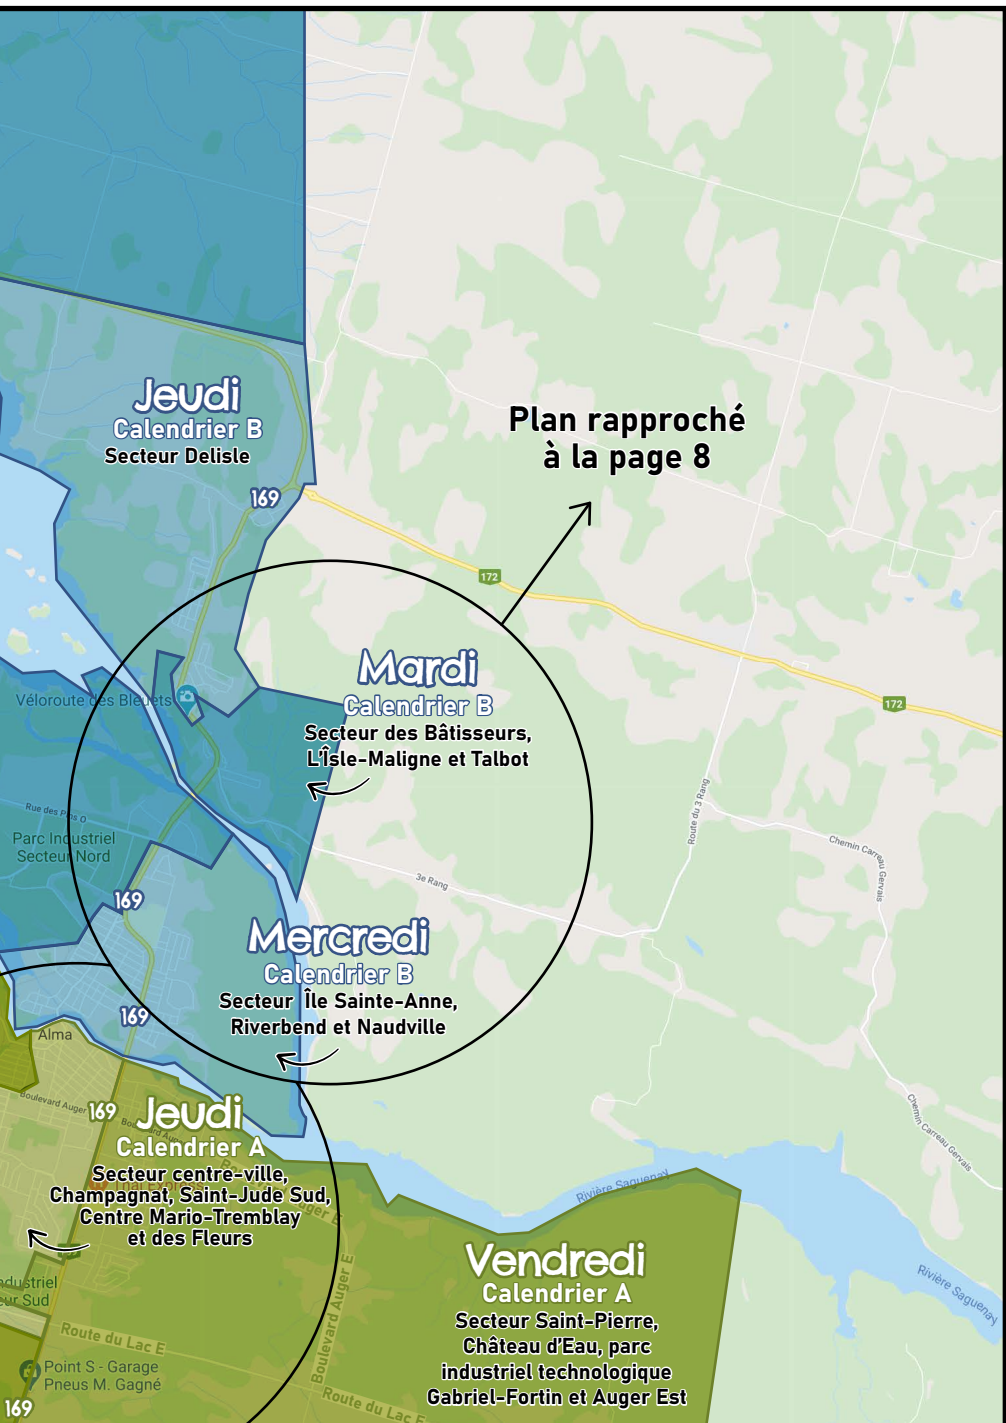 Jeudi
Calendrier B
Secteur Delisle
169
Plan rapproché
à la page 8
172
Mardi
Calendrier B
Secteur des Bâtisseurs,
L'Îsle-Maligne et Talbot
172
Véloroute des Bleuets
Rue des Pins O
Parc Industriel
Secteur Nord
Route du 3 Rang
Chemin Carreau Gervais
3e Rang
169
Mercredi
Calendrier B
Secteur Île Sainte-Anne,
Riverbend et Naudville
169
Alma
Boulevard Auger
Chemin Carreau Gervais
169
Jeudi
Calendrier A
Secteur centre-ville,
Champagnat, Saint-Jude Sud,
Centre Mario-Tremblay
et des Fleurs
Thaï Express
Rivière Saguenay
Vendredi
Calendrier A
Secteur Saint-Pierre,
Château d'Eau, parc
industriel technologique
Gabriel-Fortin et Auger Est
Rivière Saguenay
Boulevard Auger E
Route du Lac E
Point S - Garage
Pneus M. Gagné
Route du Lac E
169